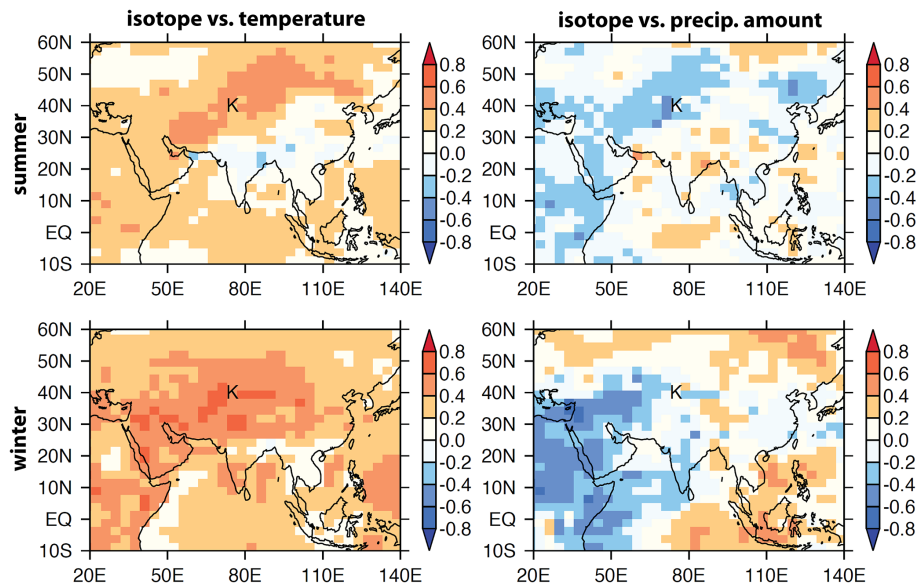 isotope vs. temperature
isotope vs. precip. amount
summer
60N
50N
40N
30N
20N
10N
EQ
10S
K
20E
50E
80E
110E
140E
0.8
0.6
0.4
0.2
0.0
-0.2
-0.4
-0.6
-0.8
60N
50N
40N
30N
20N
10N
EQ
10S
K
20E
50E
80E
110E
140E
0.8
0.6
0.4
0.2
0.0
-0.2
-0.4
-0.6
-0.8
winter
60N
50N
40N
30N
20N
10N
EQ
10S
K
20E
50E
80E
110E
140E
0.8
0.6
0.4
0.2
0.0
-0.2
-0.4
-0.6
-0.8
60N
50N
40N
30N
20N
10N
EQ
10S
K
20E
50E
80E
110E
140E
0.8
0.6
0.4
0.2
0.0
-0.2
-0.4
-0.6
-0.8